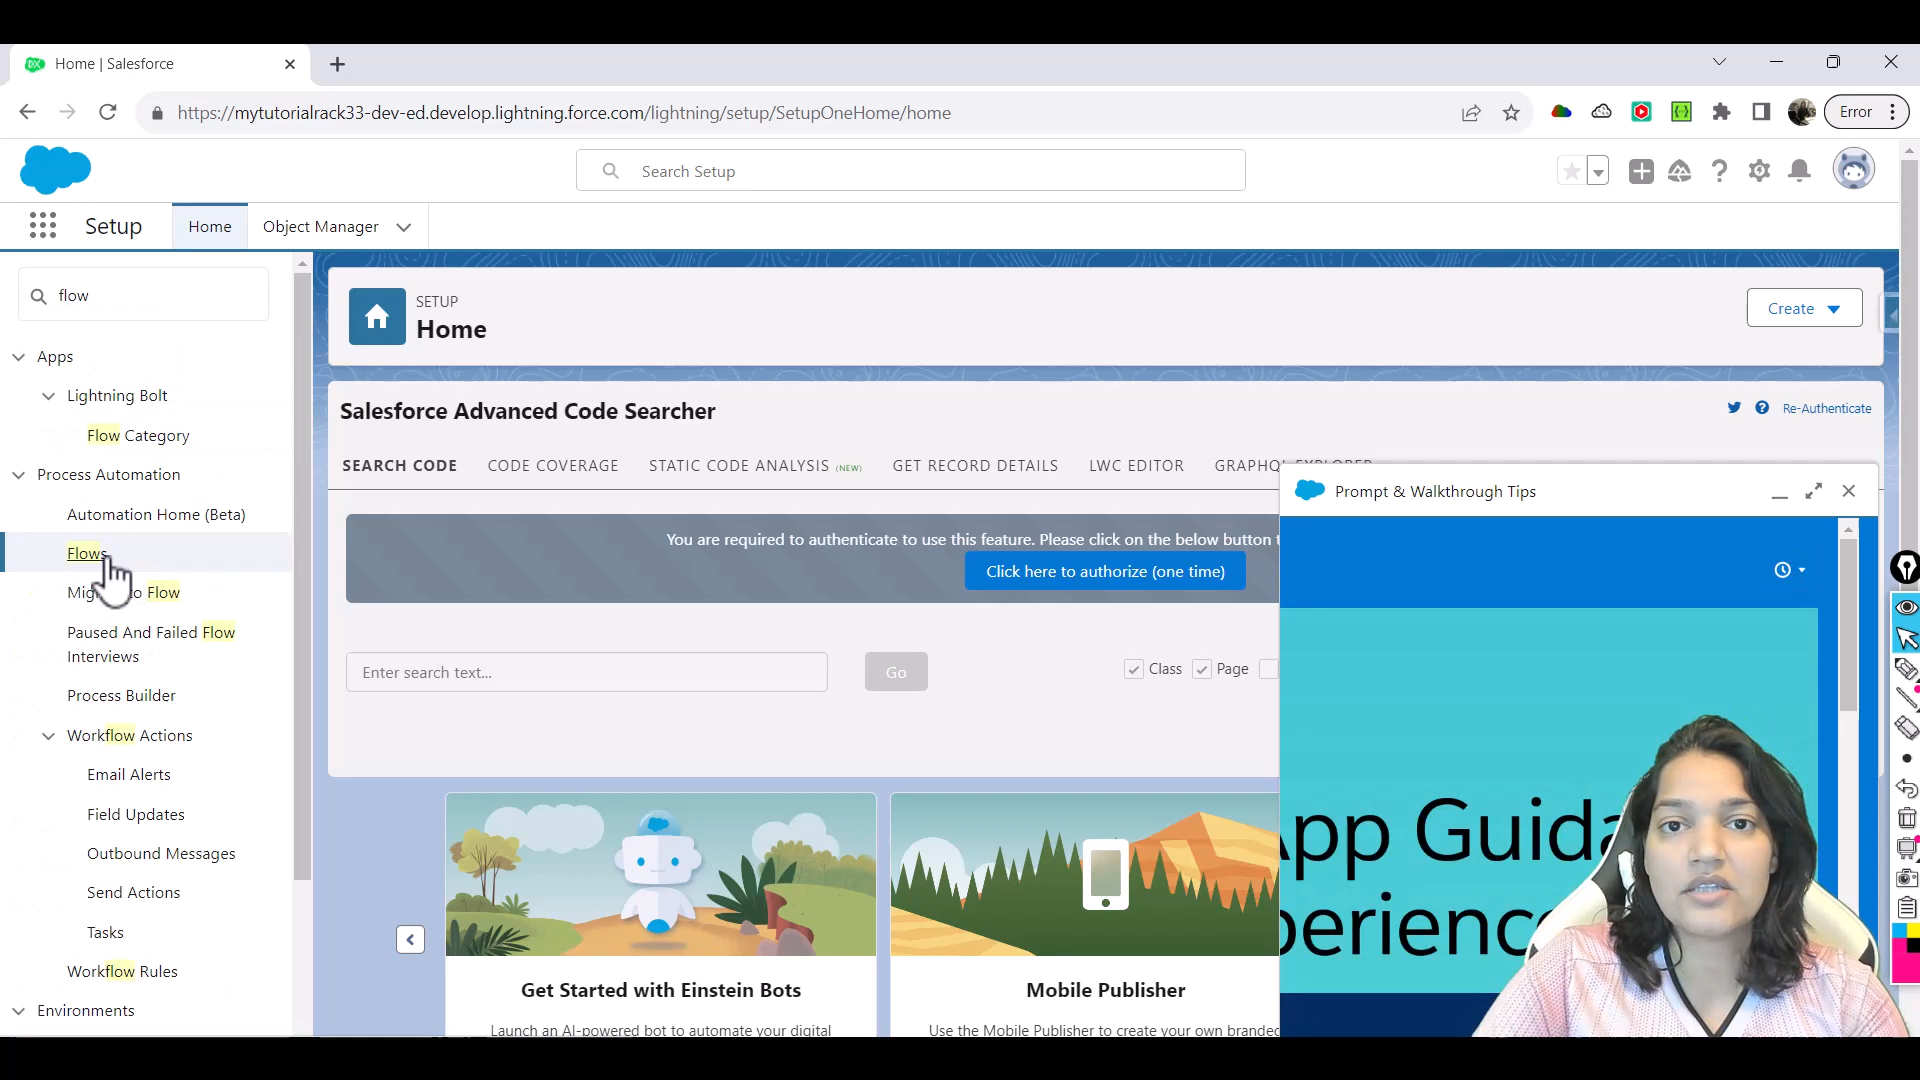 Home | Salesforce
https://mytutorialrack33-dev-ed.develop.lightning.force.com/lightning/setup/SetupOneHome/home
Error
Search Setup
Setup
Home
Object Manager
flow
Apps
Lightning Bolt
Flow Category
Process Automation
Automation Home (Beta)
Flows
Flow
Paused And Failed Flow
Interviews
Process Builder
Workflow Actions
Email Alerts
Field Updates
Outbound Messages
Send Actions
Tasks
Workflow Rules
Environments
SETUP
Home
Create
Salesforce Advanced Code Searcher
Re-Authenticate
SEARCH CODE
CODE COVERAGE
STATIC CODE ANALYSIS (NEW)
GET RECORD DETAILS
LWC EDITOR
You are required to authenticate to use this feature. Please click on the below button
Click here to authorize (one time)
Enter search text...
Go
Class
Page
Get Started with Einstein Bots
Launch an AI-powered bot to automate your digital
Mobile Publisher
Use the Mobile Publisher to create your own branded
Prompt & Walkthrough Tips